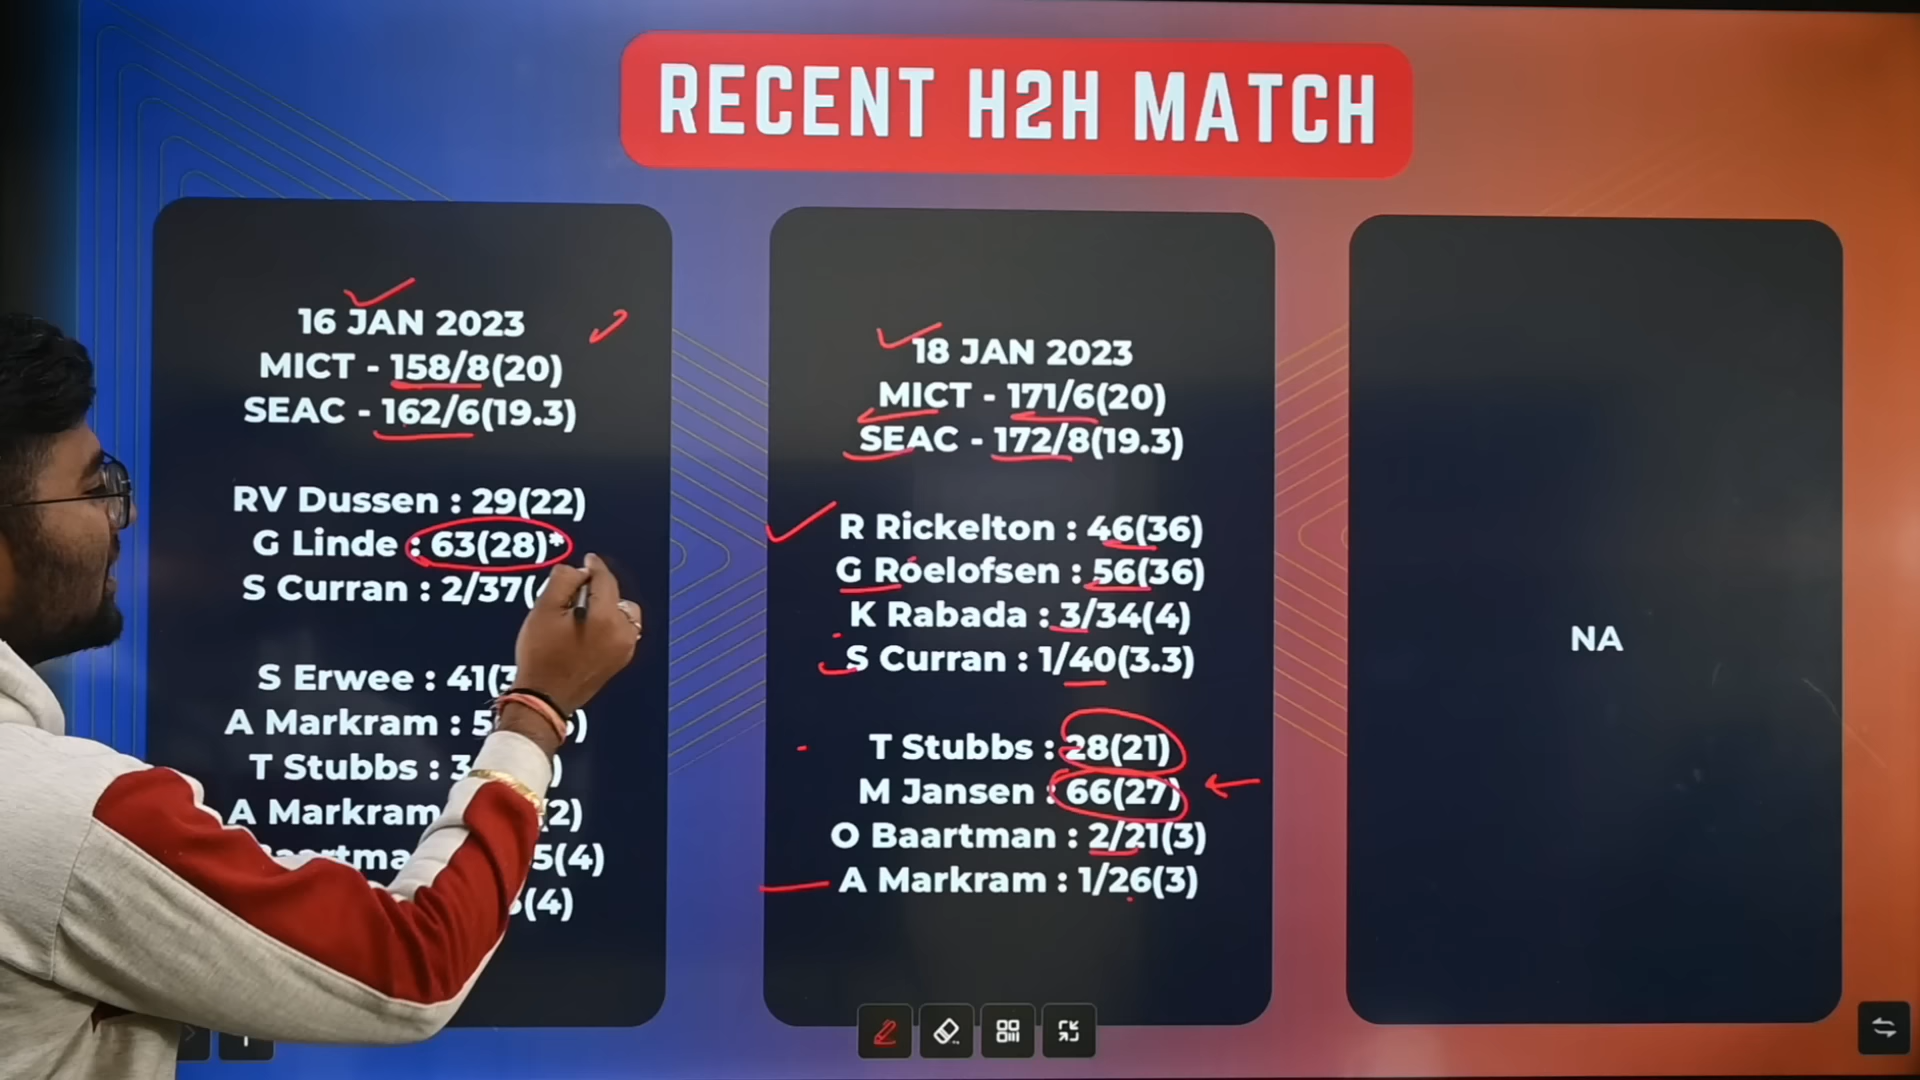 RECENT H2H MATCH
16 JAN 2023
MICT - 158/8(20)
SEAC - 162/6(19.3)
RV Dussen : 29(22)
G Linde : 63(28)*
S Curran : 2/37(
S Erwee : 41(3
A Markram : 5
T Stubbs : 3
A Markram (2)
5(4)
(4)
18 JAN 2023
MICT - 171/6(20)
SEAC - 172/8(19.3)
R Rickelton : 46(36)
G Roelofsen : 56(36)
K Rabada : 3/34(4)
S Curran : 1/40(3.3)
T Stubbs : 28(21)
M Jansen : 66(27)
O Baartman : 2/21(3)
A Markram : 1/26(3)
NA